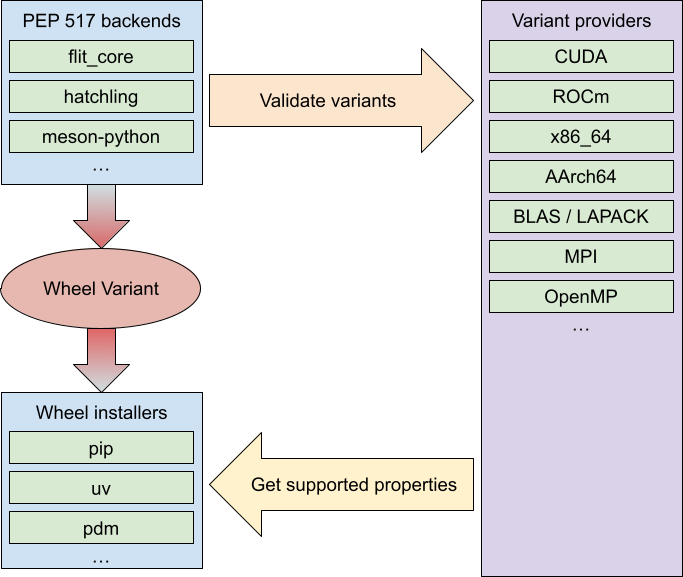 PEP 517 backends
flit_core
hatchling
meson-python
...
Validate variants
Variant providers
CUDA
ROCm
x86_64
AArch64
BLAS / LAPACK
MPI
OpenMP
...
Wheel Variant
Wheel installers
pip
uv
pdm
...
Get supported properties